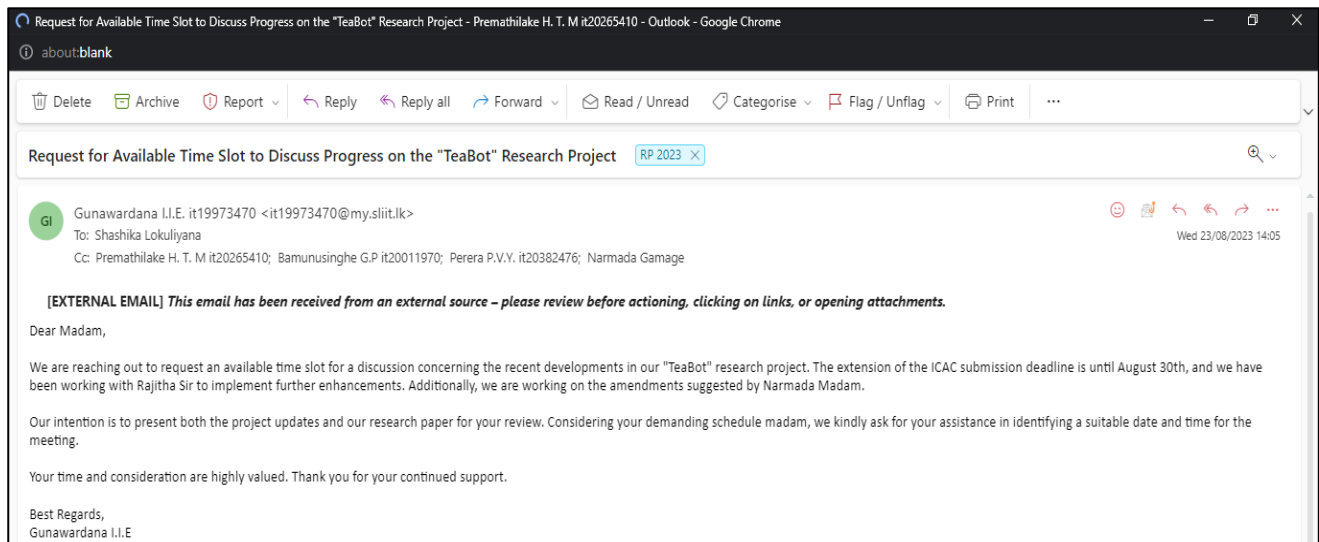 Request for Available Time Slot to Discuss Progress on the "TeaBot" Research Project - Premathilake H. T. M it20265410 - Outlook - Google Chrome
about:blank
Delete Archive Report Reply Reply all Forward Read / Unread Categorise Flag / Unflag Print ...
Request for Available Time Slot to Discuss Progress on the "TeaBot" Research Project RP 2023
GI
Gunawardana I.I.E. it19973470 <it19973470@my.sliit.lk>
To: Shashika Lokuliyana
Wed 23/08/2023 14:05
Cc: Premathilake H. T. M it20265410; Bamunusinghe G.P it20011970; Perera P.V.Y. it20382476; Narmada Gamage
[EXTERNAL EMAIL] This email has been received from an external source – please review before actioning, clicking on links, or opening attachments.
Dear Madam,
We are reaching out to request an available time slot for a discussion concerning the recent developments in our "TeaBot" research project. The extension of the ICAC submission deadline is until August 30th, and we have
been working with Rajitha Sir to implement further enhancements. Additionally, we are working on the amendments suggested by Narmada Madam.
Our intention is to present both the project updates and our research paper for your review. Considering your demanding schedule madam, we kindly ask for your assistance in identifying a suitable date and time for the
meeting.
Your time and consideration are highly valued. Thank you for your continued support.
Best Regards,
Gunawardana I.I.E